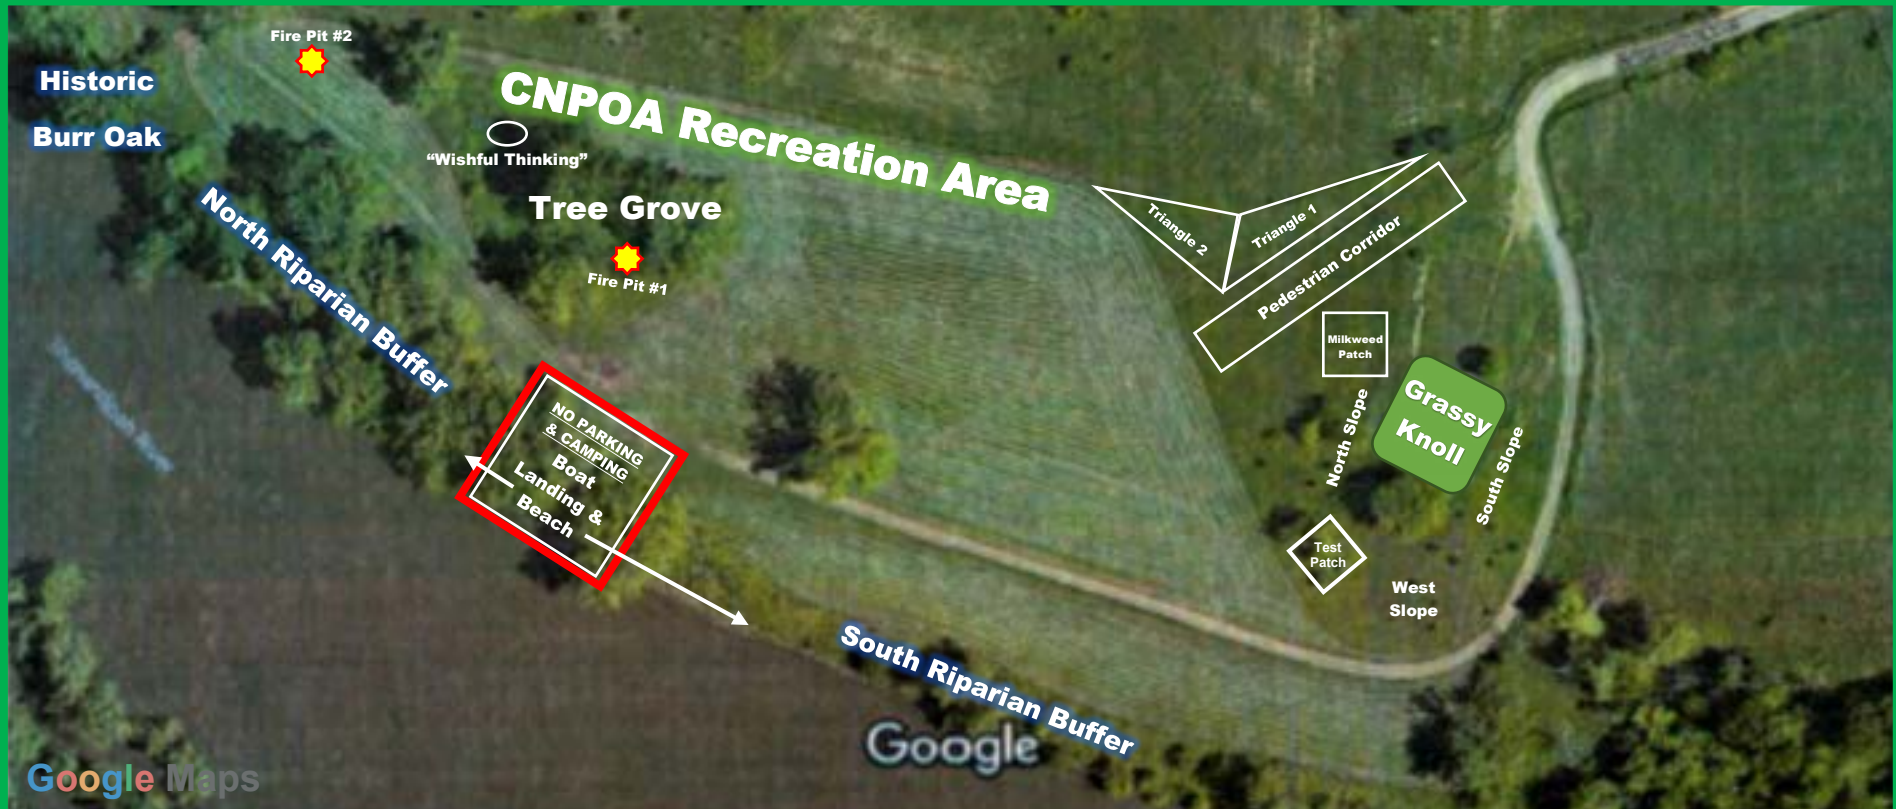 Fire Pit #2
Historic
Burr Oak
CNPOA Recreation Area
“Wishful Thinking”
Tree Grove
Fire Pit #1
North Riparian Buffer
Triangle 2
Triangle 1
Pedestrian Corridor
Milkweed
Patch
Grassy
Knoll
North Slope
South Slope
NO PARKING
& CAMPING
Boat
Landing &
Beach
Test
Patch
West
Slope
South Riparian Buffer
Google
Google Maps